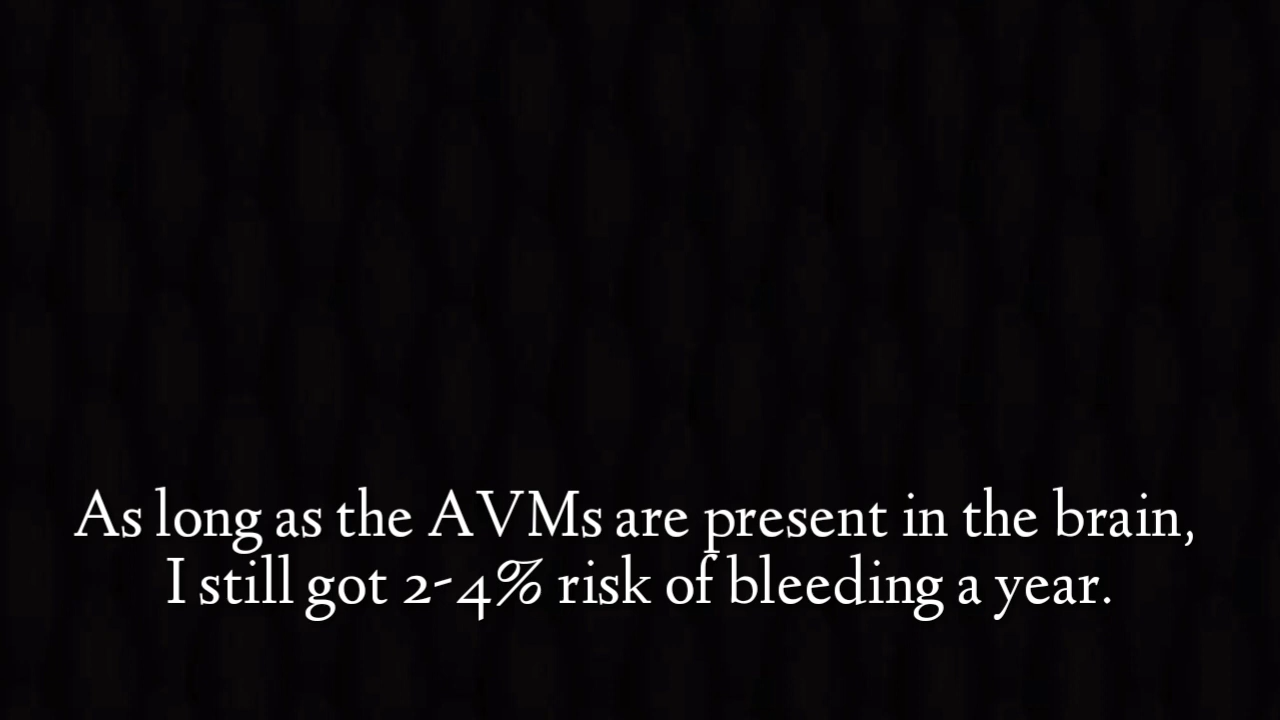 As long as the AVMs are present in the brain,
I still got 2-4% risk of bleeding a year.